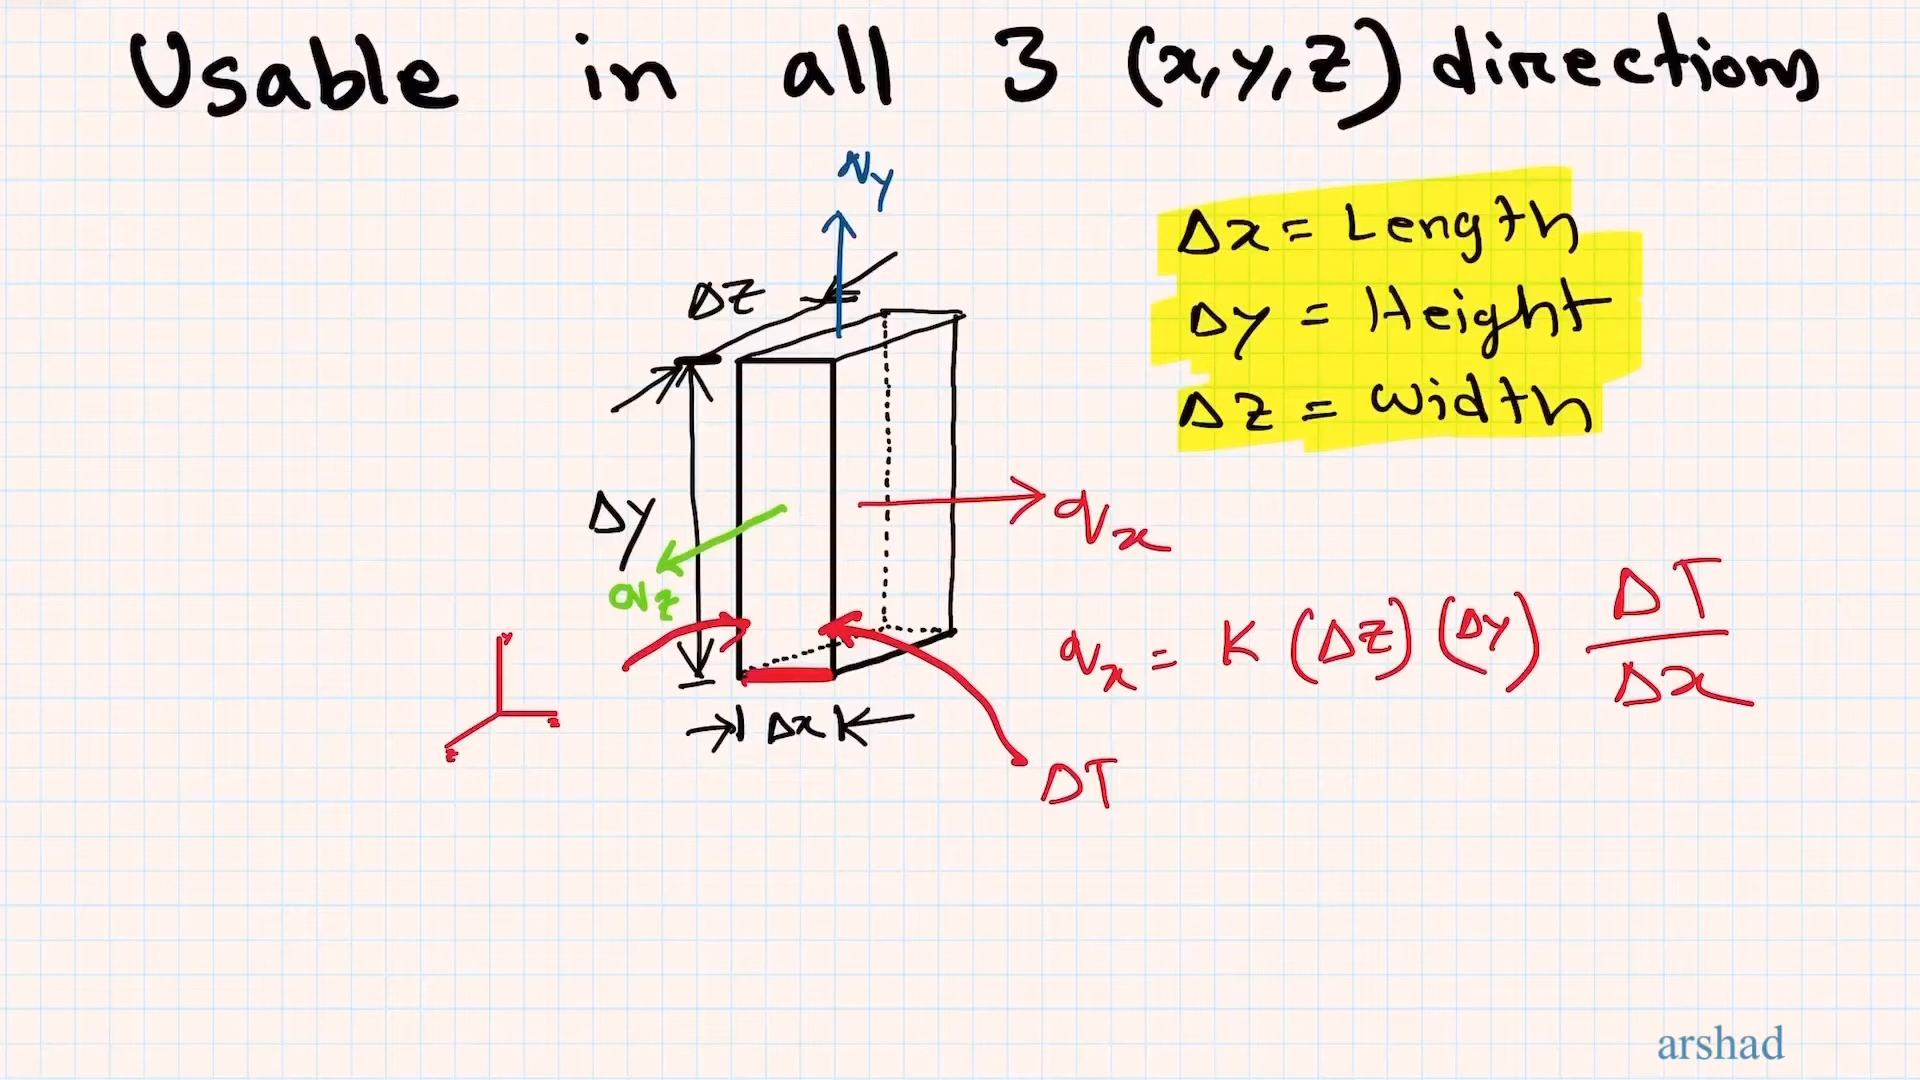 Usable in all 3 (x,y,z) directions
qy
Δx = Length
ΔZ
Δy = Height
Δz = Width
Δy
qx
qz
qx = K (ΔZ) (Δy) ΔT/Δx
y
x
z
Δx
ΔT
arshad